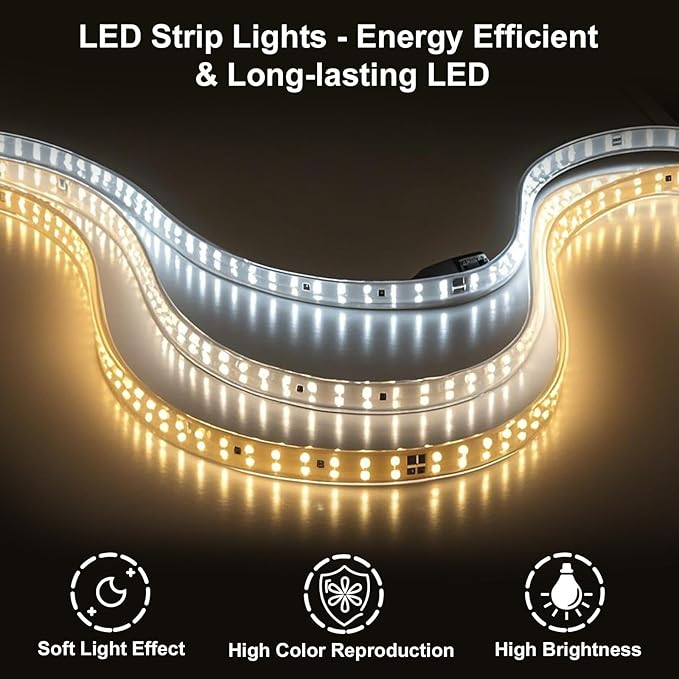 LED Strip Lights - Energy Efficient
& Long-lasting LED
Soft Light Effect
High Color Reproduction
High Brightness